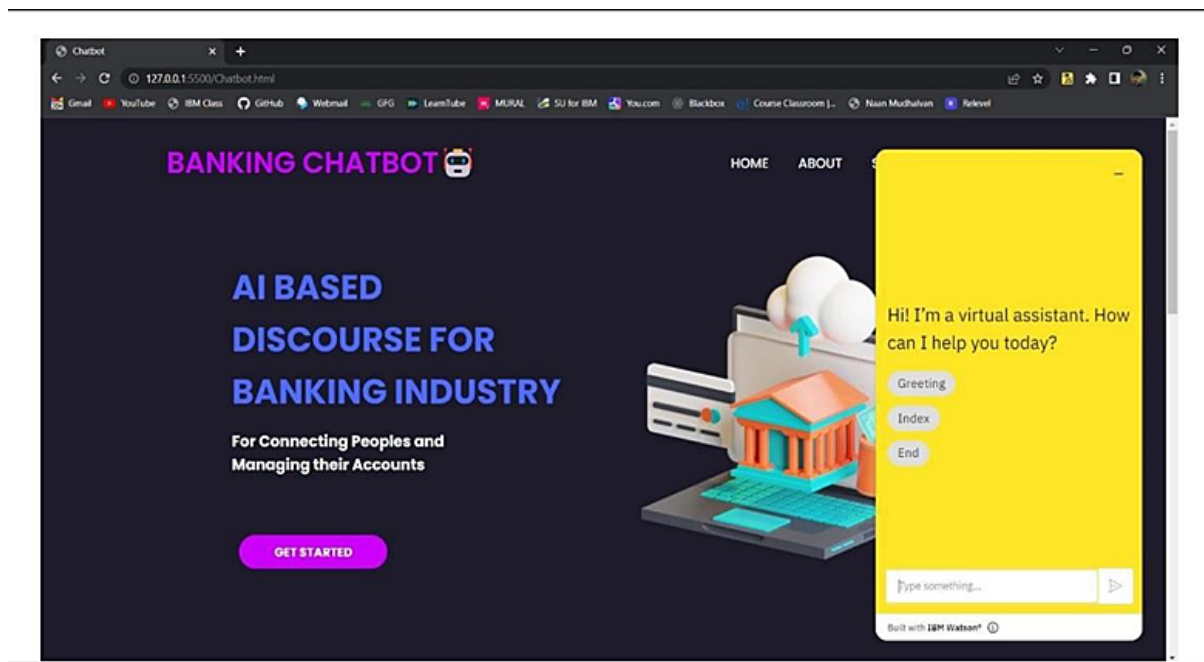 Chatbot
127.0.0.1:5500/Chatbot.html
Gmail YouTube IBM Class GitHub Webmail GFG LearnTube MURAL SU for IBM You.com Blackbox Course Classroom |... Naan Mudhalvan Relevel
BANKING CHATBOT
HOME ABOUT S
AI BASED
DISCOURSE FOR
BANKING INDUSTRY
For Connecting Peoples and
Managing their Accounts
GET STARTED
Hi! I'm a virtual assistant. How
can I help you today?
Greeting
Index
End
Type something...
Built with IBM Watson®